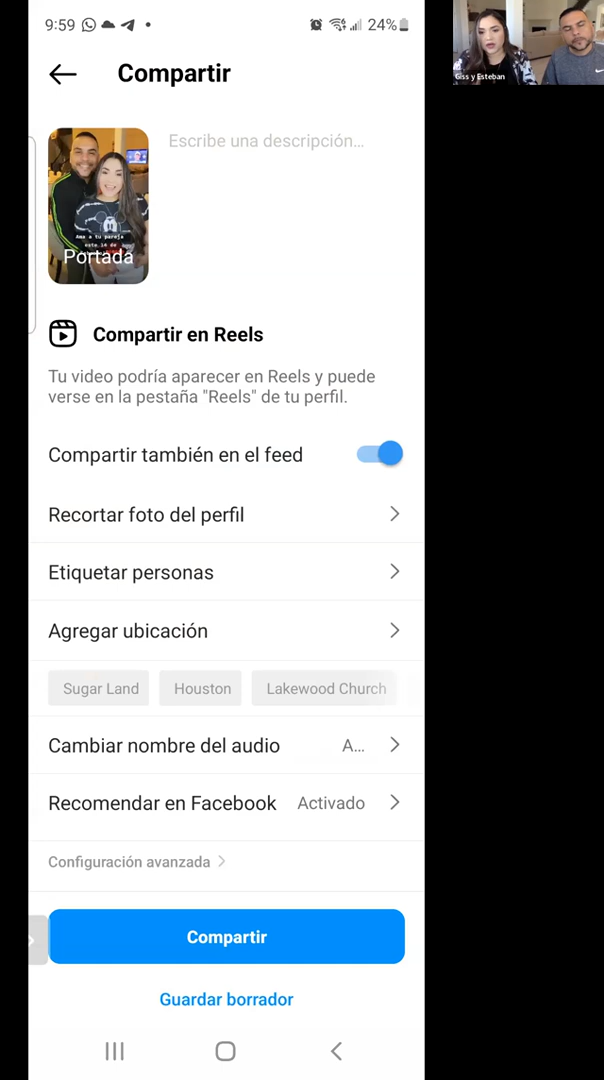 9:59
24%
Giss y Esteban
Compartir
Escribe una descripción...
Ama a tu pareja
este 14 de
Portada
Compartir en Reels
Tu video podría aparecer en Reels y puede
verse en la pestaña "Reels" de tu perfil.
Compartir también en el feed
Recortar foto del perfil
Etiquetar personas
Agregar ubicación
Sugar Land
Houston
Lakewood Church
Cambiar nombre del audio
A...
Recomendar en Facebook
Activado
Configuración avanzada
Compartir
Guardar borrador